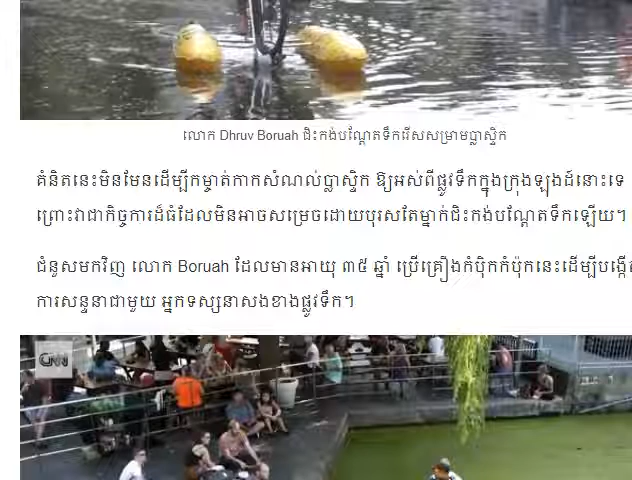 លោក Dhruv Boruah ជិះកង់បណ្តែតទឹករើសសម្រាមប្លាស្ទិក
គំនិតនេះមិនមែនដើម្បីកម្ចាត់កាកសំណល់ប្លាស្ទិក ឱ្យអស់ពីផ្លូវទឹកក្នុងក្រុងឡុងដ៍នោះទេ
ព្រោះវាជាកិច្ចការដ៏ធំដែលមិនអាចសម្រេចដោយបុរសតែម្នាក់ជិះកង់បណ្តែតទឹកឡើយ។
ជំនួសមកវិញ លោក Boruah ដែលមានអាយុ ៣៥ ឆ្នាំ ប្រើគ្រឿងកំប៉ិកកំប៉ុកនេះដើម្បីបង្កើត
ការសន្ទនាជាមួយ អ្នកទស្សនាសងខាងផ្លូវទឹក។
CNN